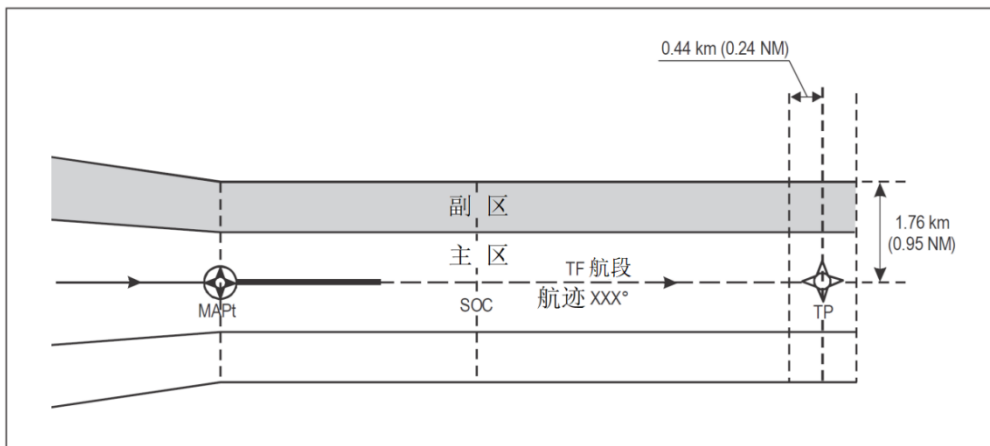 0.44 km (0.24 NM)
副 区
1.76 km
(0.95 NM)
主 区
TF 航段
航迹 XXX°
MAPt
SOC
TP